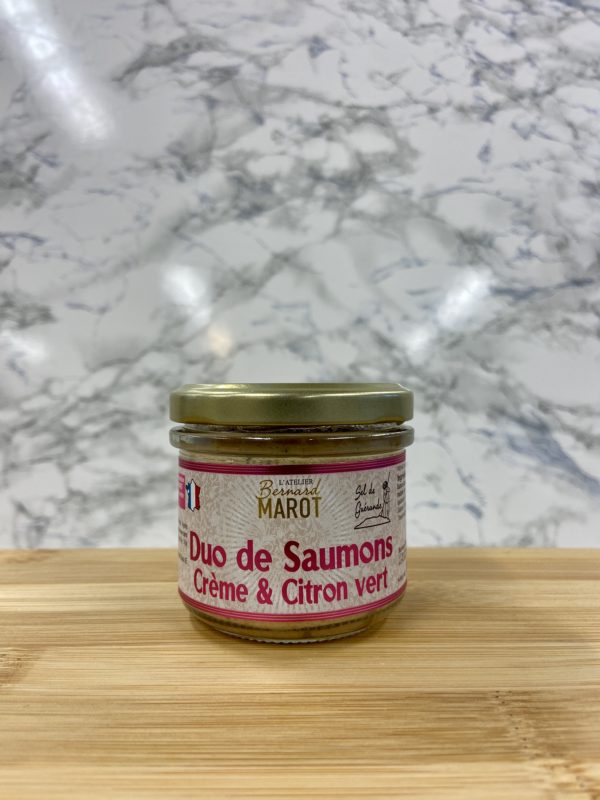 L'ATELIER
Bernard
MAROT
Sel de
Guérande
Duo de Saumons
Crème & Citron vert